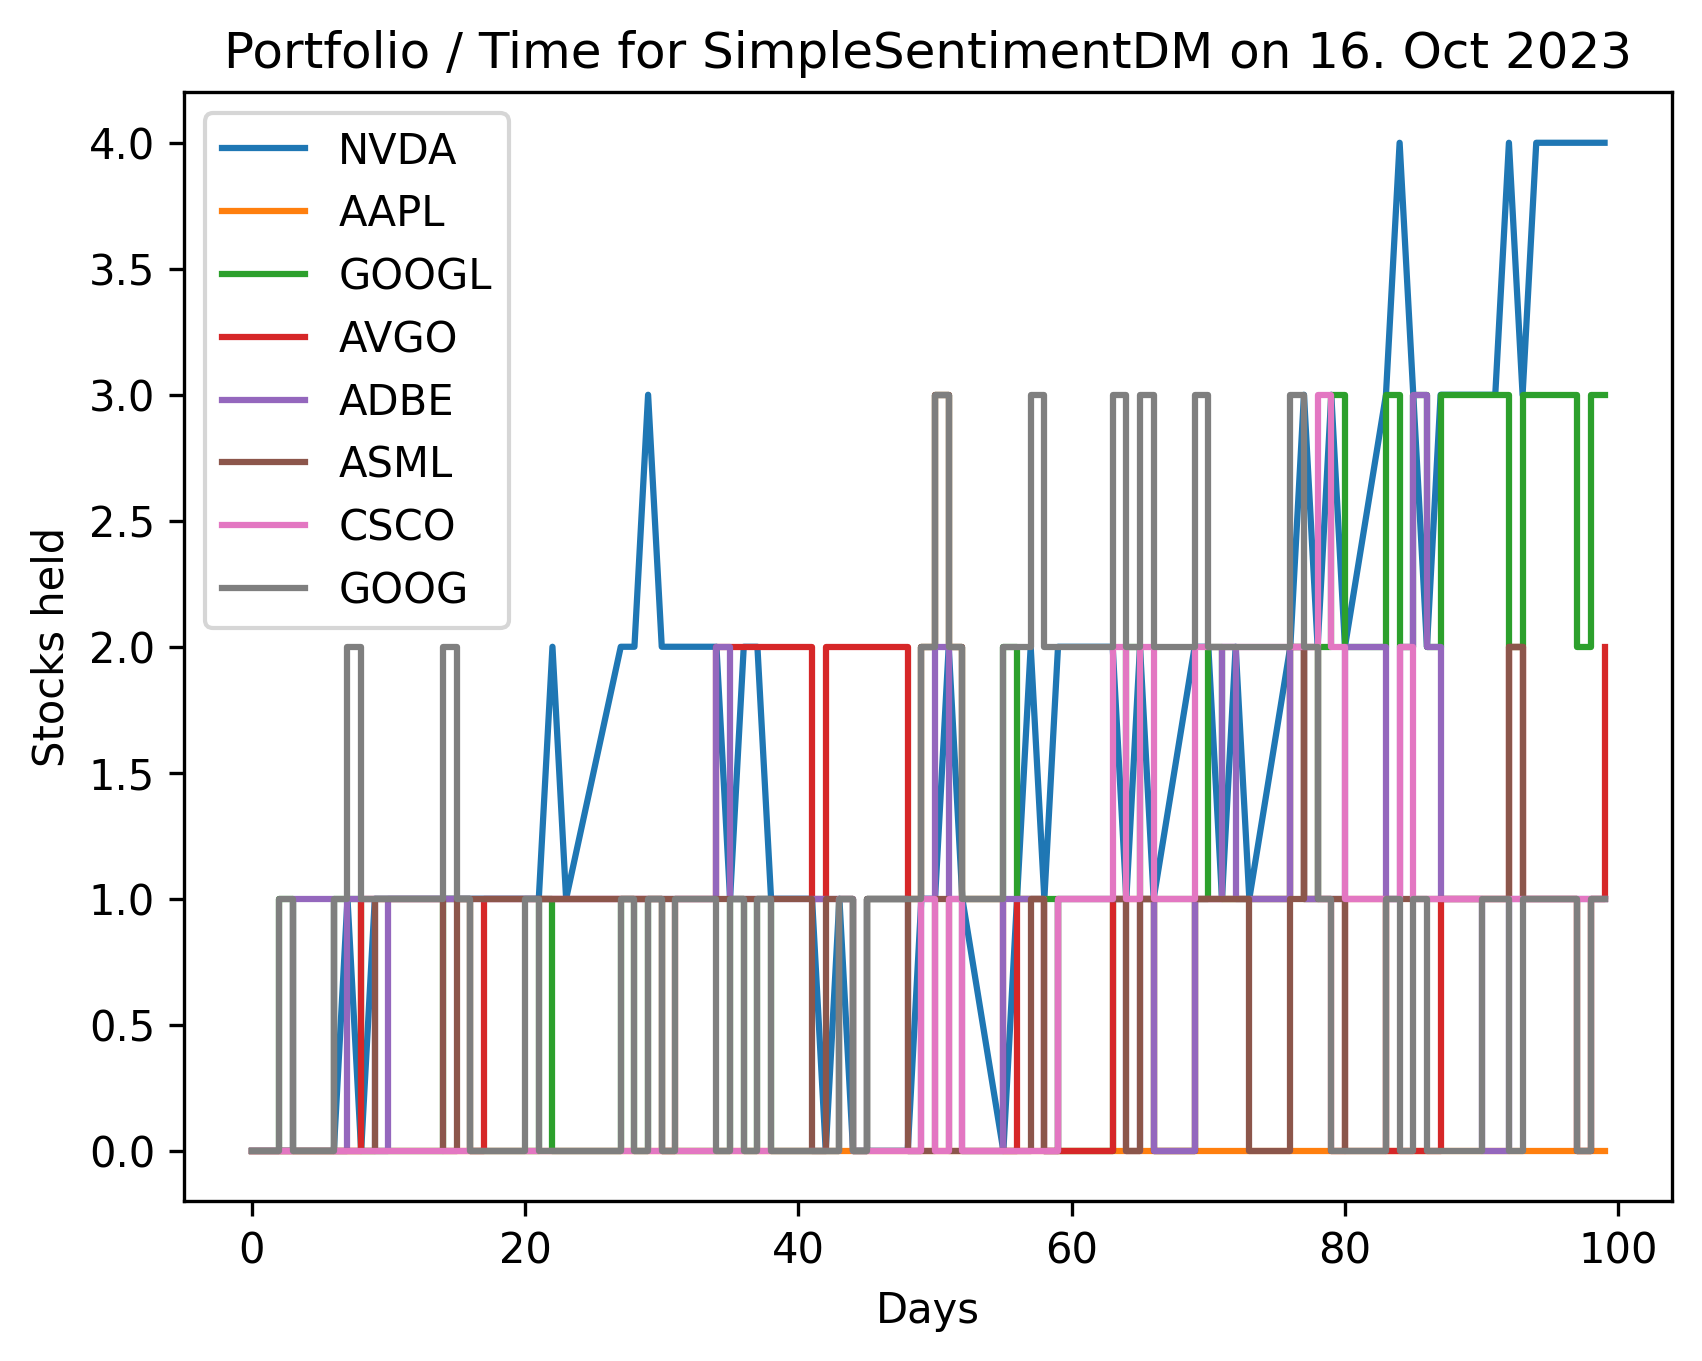 Portfolio / Time for SimpleSentimentDM on 16. Oct 2023
4.0
3.5
3.0
2.5
2.0
1.5
1.0
0.5
0.0
Stocks held
NVDA
AAPL
GOOGL
AVGO
ADBE
ASML
CSCO
GOOG
0 20 40 60 80 100
Days